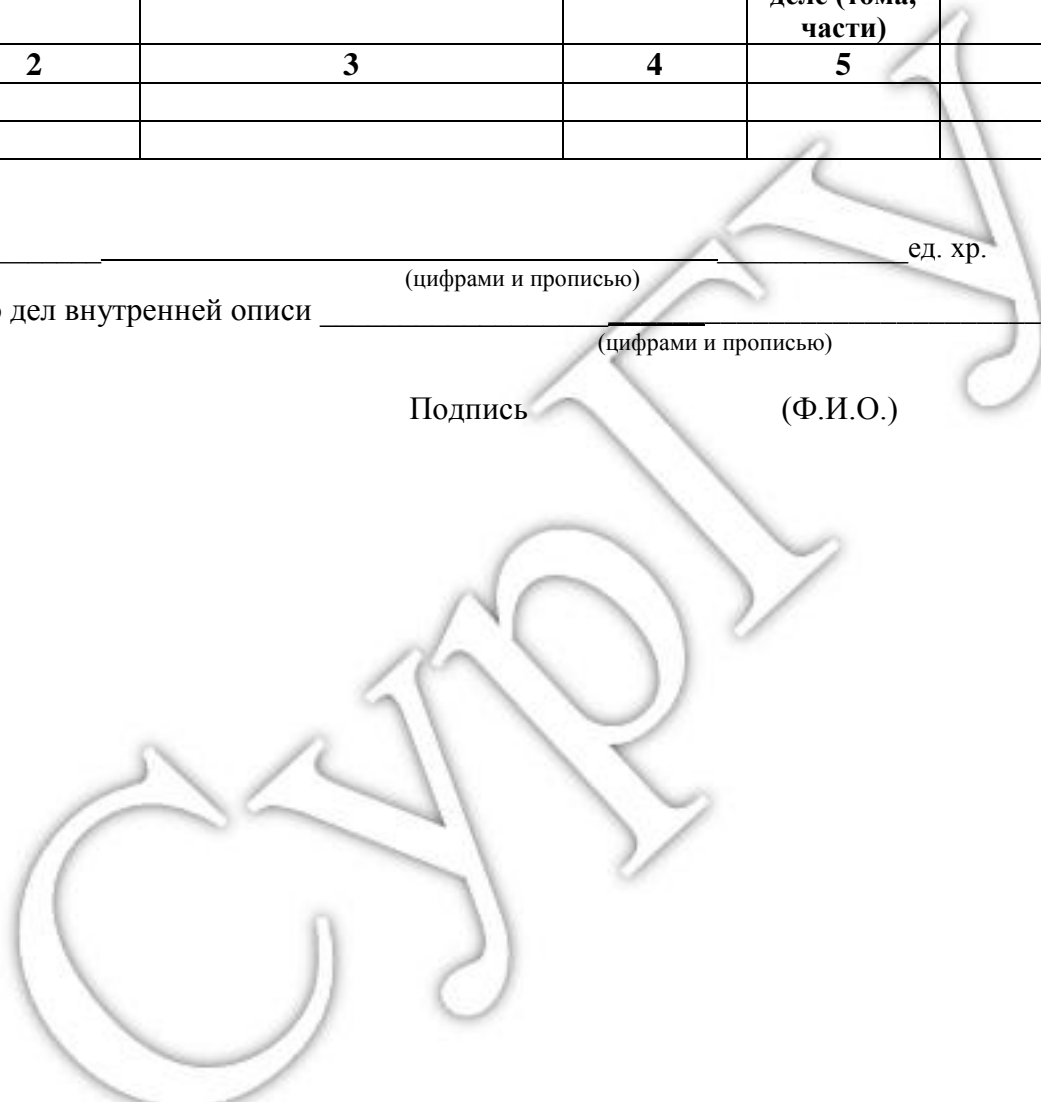 деле (тома,
части)
2 3 4 5
ед. хр.
(цифрами и прописью)
дел внутренней описи
(цифрами и прописью)
Подпись (Ф.И.О.)
СурГУ